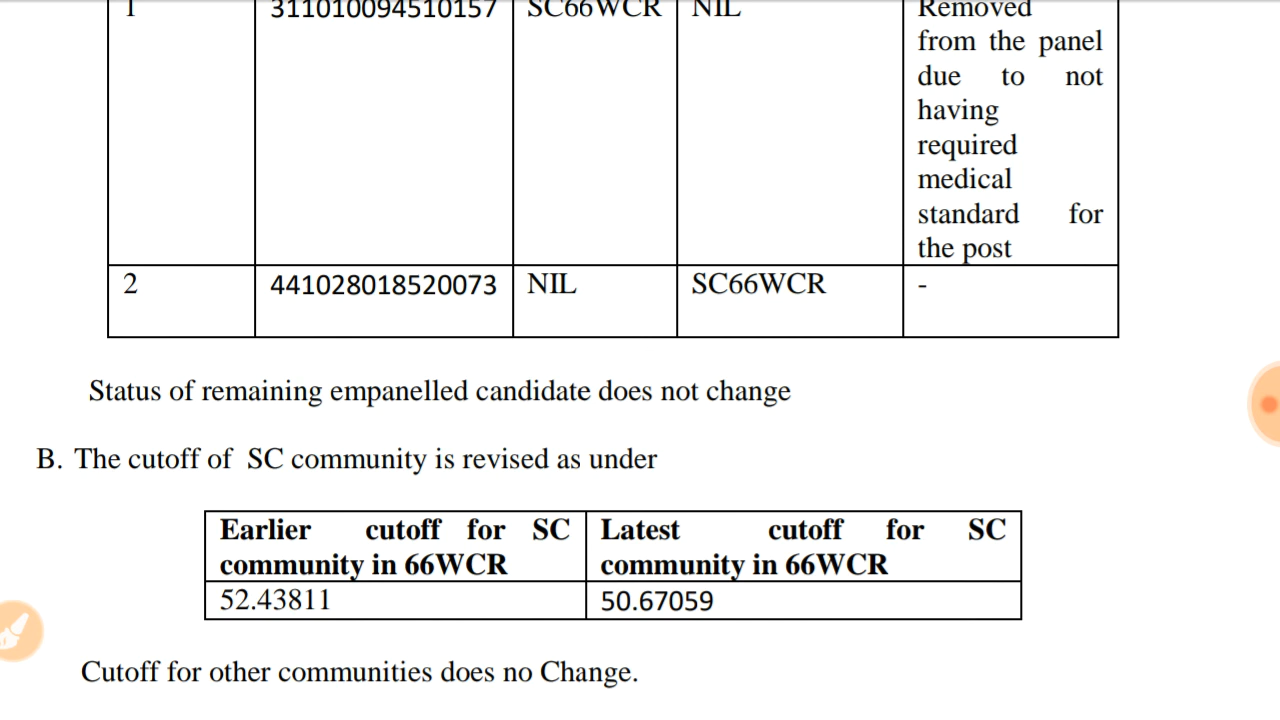 1 311010094510157 SC66WCR NIL Removed
from the panel
due to not
having
required
medical
standard for
the post
2 441028018520073 NIL SC66WCR -
Status of remaining empanelled candidate does not change
B. The cutoff of SC community is revised as under
Earlier cutoff for SC Latest cutoff for SC
community in 66WCR community in 66WCR
52.43811 50.67059
Cutoff for other communities does no Change.